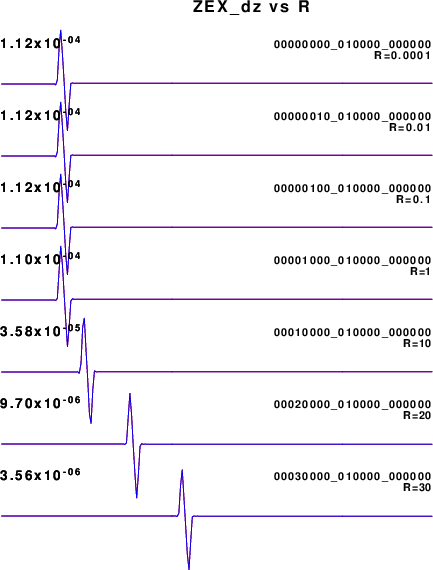 ZEX_dz vs R
1.12x10-04 00000000_010000_000000
R=0.0001
1.12x10-04 00000010_010000_000000
R=0.01
1.12x10-04 00000100_010000_000000
R=0.1
1.10x10-04 00001000_010000_000000
R=1
3.58x10-05 00010000_010000_000000
R=10
9.70x10-06 00020000_010000_000000
R=20
3.56x10-06 00030000_010000_000000
R=30